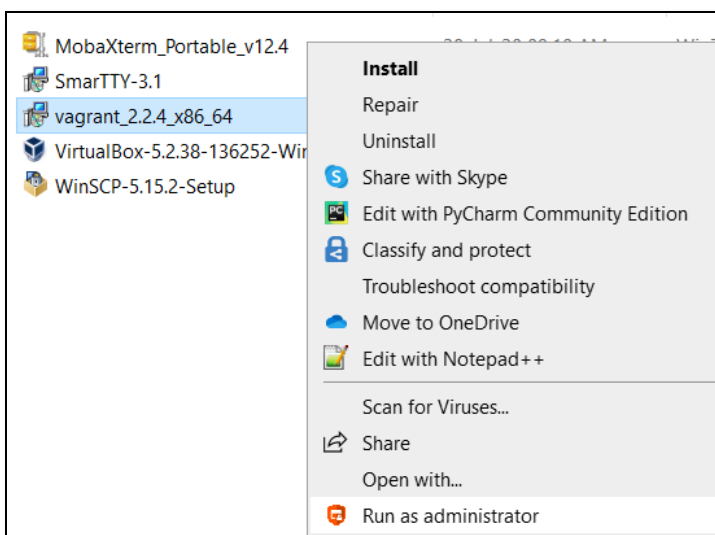 MobaXterm_Portable_v12.4
SmarTTY-3.1
vagrant_2.2.4_x86_64
VirtualBox-5.2.38-136252-Wir
WinSCP-5.15.2-Setup
Install
Repair
Uninstall
Share with Skype
Edit with PyCharm Community Edition
Classify and protect
Troubleshoot compatibility
Move to OneDrive
Edit with Notepad++
Scan for Viruses...
Share
Open with...
Run as administrator